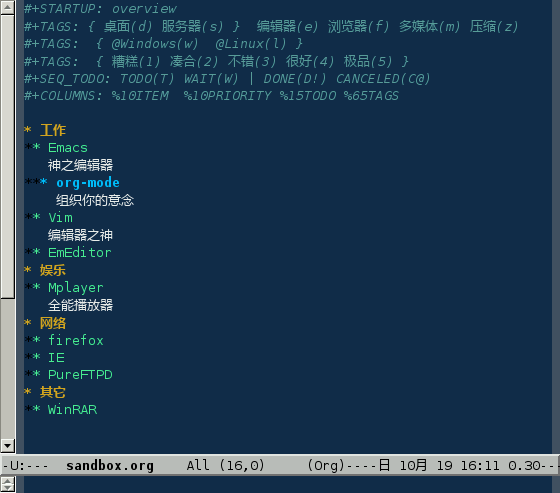 #+STARTUP: overview
#+TAGS: { 桌面(d) 服务器(s) }  编辑器(e) 浏览器(f) 多媒体(m) 压缩(z)
#+TAGS:  { @Windows(w)  @Linux(l) }
#+TAGS:  { 糟糕(1) 凑合(2) 不错(3) 很好(4) 极品(5) }
#+SEQ_TODO: TODO(T) WAIT(W) | DONE(D!) CANCELED(C@)
#+COLUMNS: %10ITEM  %10PRIORITY %15TODO %65TAGS
* 工作
** Emacs
神之编辑器
*** org-mode
组织你的意念
** Vim
编辑器之神
** EmEditor
* 娱乐
** Mplayer
全能播放器
* 网络
** firefox
** IE
** PureFTPD
* 其它
** WinRAR
-U:---  sandbox.org    All (16,0)     (Org)----日 10月 19 16:11 0.30---